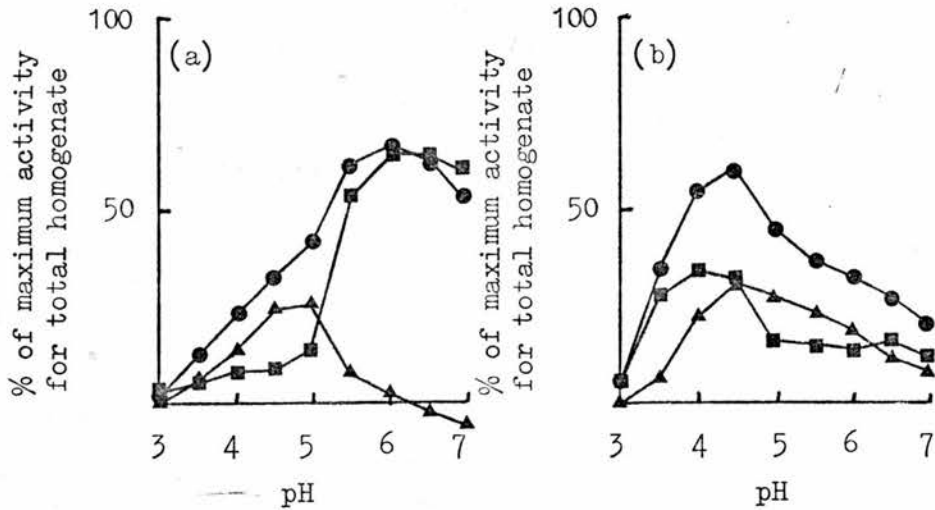 100
(a)
50
% of maximum activity
for total homogenate
3 4 5 6 7
pH
100
(b)
50
% of maximum activity
for total homogenate
3 4 5 6 7
pH